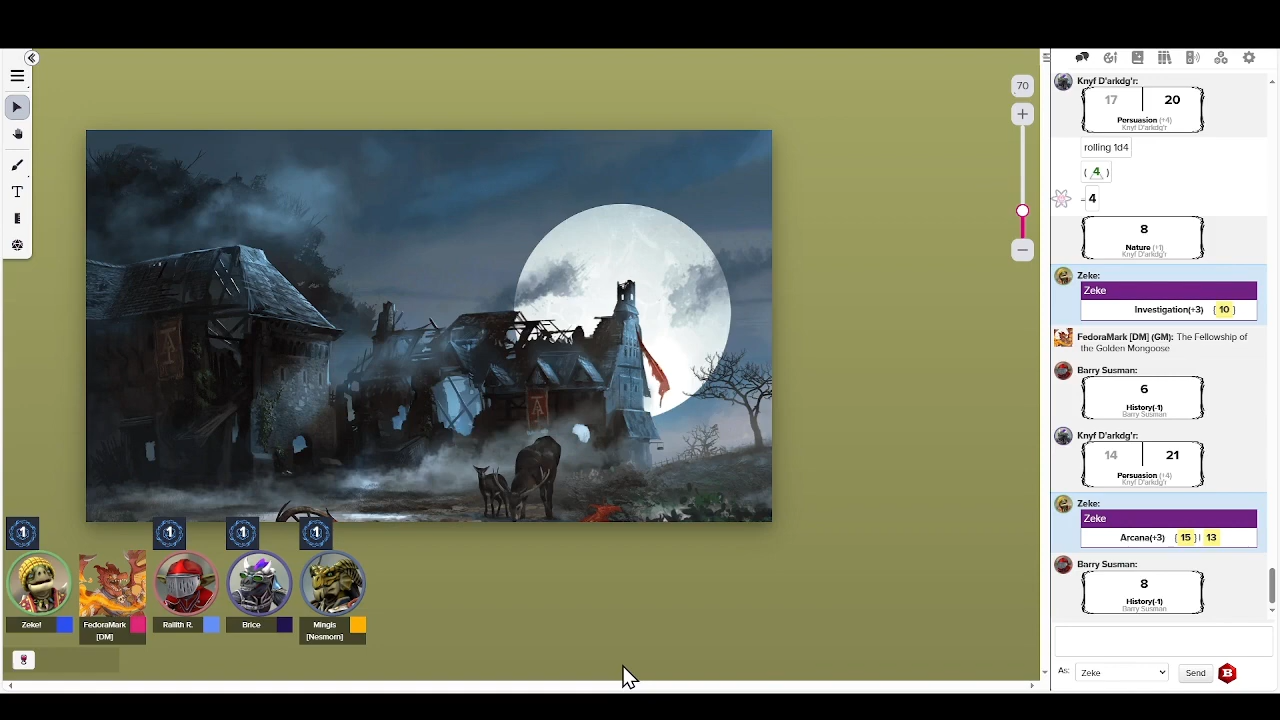 70
Knyf D'arkdg'r:
17 20
Persuasion (+4)
Knyf D'arkdg'r
rolling 1d4
( 4 )
4
8
Nature (+1)
Knyf D'arkdg'r
Zeke:
Zeke
Investigation(+3) ⁅10⁆
FedoraMark [DM] (GM): The Fellowship of
the Golden Mongoose
Barry Susman:
6
History(-1)
Barry Susman
Knyf D'arkdg'r:
14 21
Persuasion (+4)
Knyf D'arkdg'r
Zeke:
Zeke
Arcana(+3) ⁅15⁆ | 13
Barry Susman:
8
History(-1)
Barry Susman
T
A
A
1
1
1
1
Zeke!
FedoraMark
[DM]
Railith R.
Brice
Mingis
[Nesmorn]
As: Zeke Send B